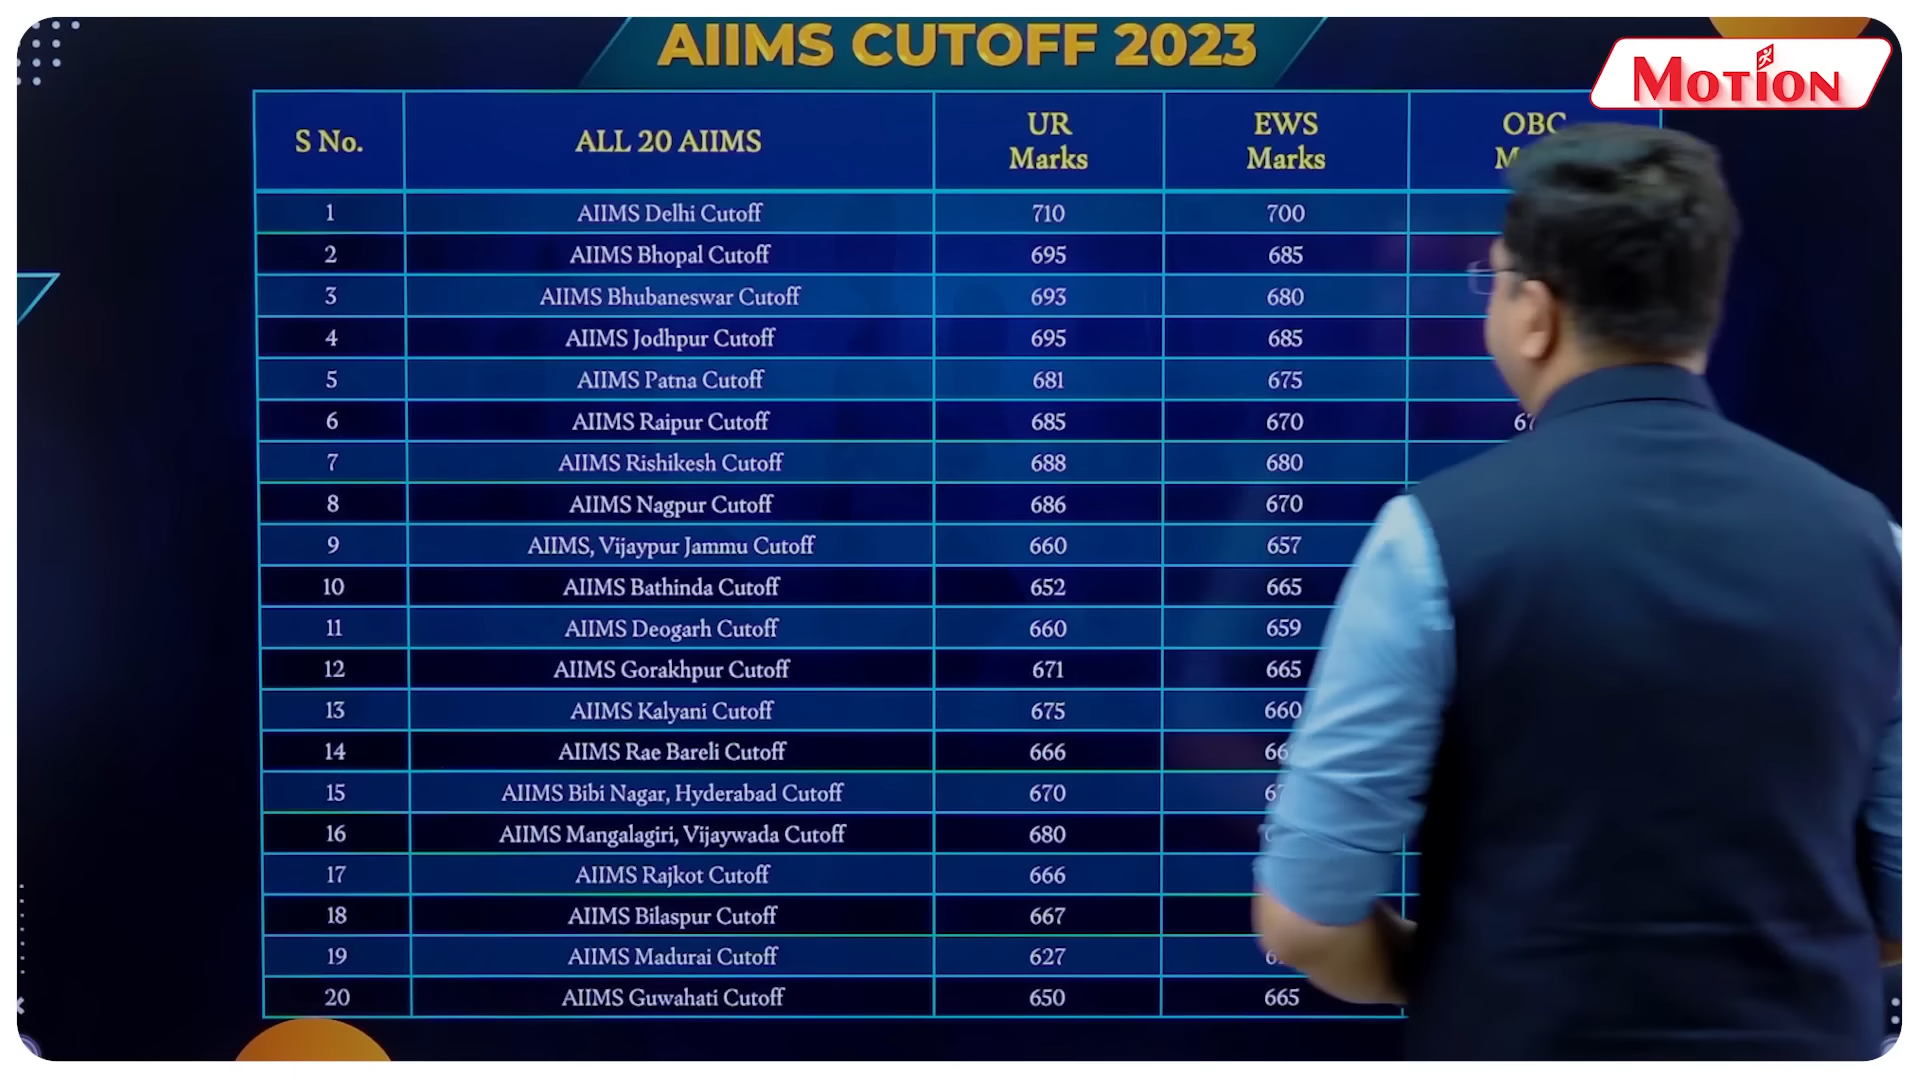 AIIMS CUTOFF 2023
MOTION
S No. ALL 20 AIIMS UR Marks EWS Marks OBC
1 AIIMS Delhi Cutoff 710 700
2 AIIMS Bhopal Cutoff 695 685
3 AIIMS Bhubaneswar Cutoff 693 680
4 AIIMS Jodhpur Cutoff 695 685
5 AIIMS Patna Cutoff 681 675
6 AIIMS Raipur Cutoff 685 670
7 AIIMS Rishikesh Cutoff 688 680
8 AIIMS Nagpur Cutoff 686 670
9 AIIMS, Vijaypur Jammu Cutoff 660 657
10 AIIMS Bathinda Cutoff 652 665
11 AIIMS Deogarh Cutoff 660 659
12 AIIMS Gorakhpur Cutoff 671 665
13 AIIMS Kalyani Cutoff 675 660
14 AIIMS Rae Bareli Cutoff 666
15 AIIMS Bibi Nagar, Hyderabad Cutoff 670
16 AIIMS Mangalagiri, Vijaywada Cutoff 680
17 AIIMS Rajkot Cutoff 666
18 AIIMS Bilaspur Cutoff 667
19 AIIMS Madurai Cutoff 627
20 AIIMS Guwahati Cutoff 650 665